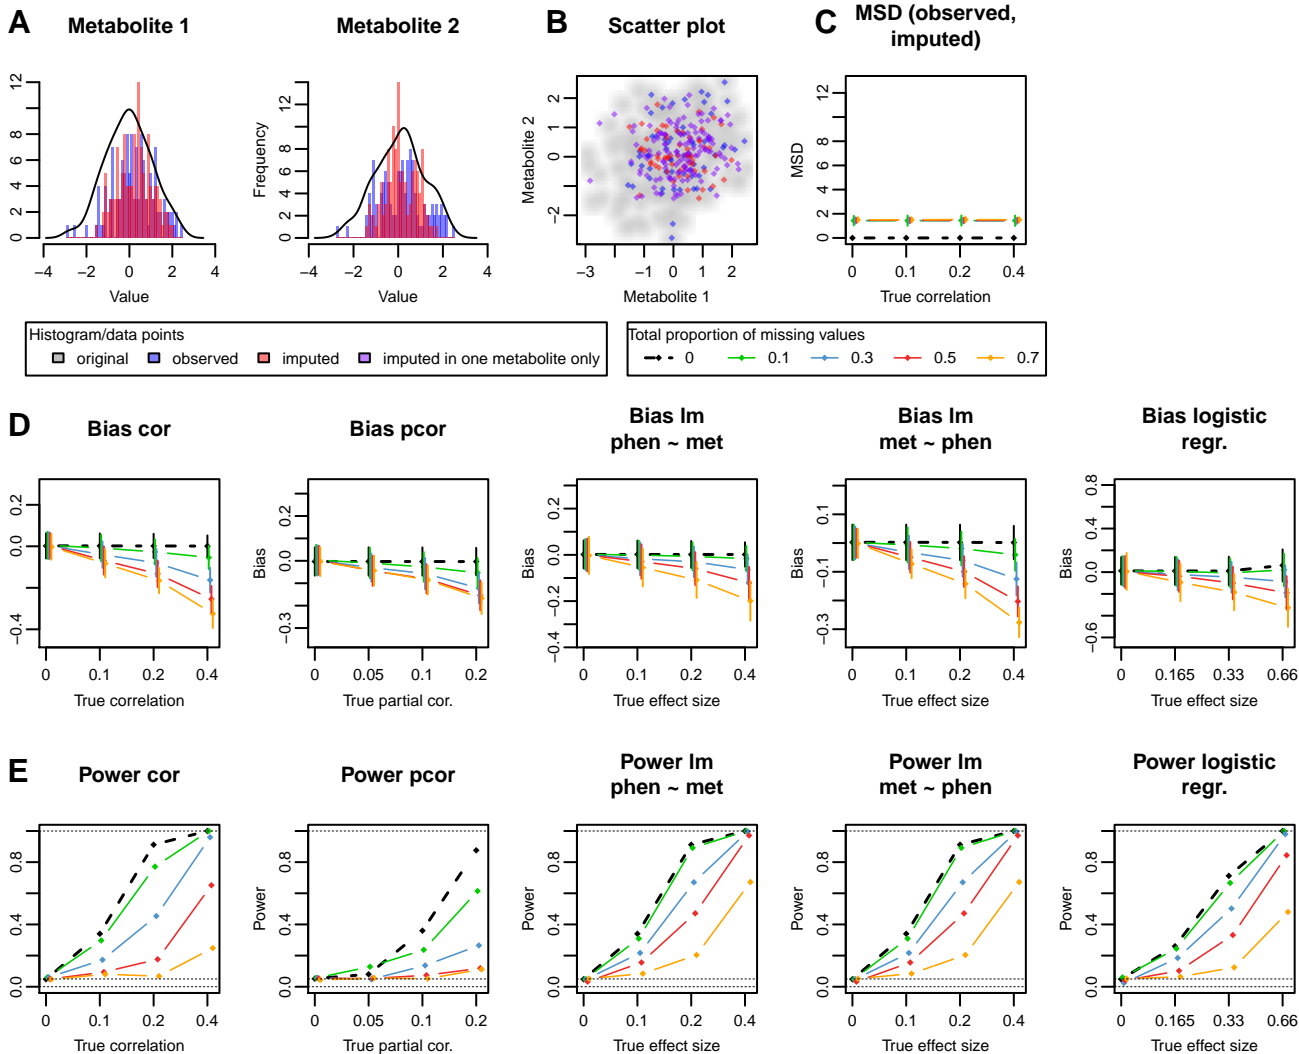 A
Metabolite 1
Metabolite 2
B
Scatter plot
C
MSD (observed,
imputed)
0 2 4 6 8 12
−4 −2 0 2 4
Value
Frequency
0 2 4 6 8 12
−4 −2 0 2 4
Value
Metabolite 2
−2 0 1 2
−3 −1 0 1 2
Metabolite 1
MSD
0 2 4 8 12
0 0.1 0.2 0.4
True correlation
Histogram/data points
original observed imputed imputed in one metabolite only
Total proportion of missing values
0 0.1 0.3 0.5 0.7
D
Bias cor
Bias pcor
Bias lm
phen ~ met
Bias lm
met ~ phen
Bias logistic
regr.
−0.4 0.0 0.2
0 0.1 0.2 0.4
True correlation
Bias
−0.3 0.0 0.2
0 0.05 0.1 0.2
True partial cor.
Bias
−0.4 −0.2 0.0 0.2
0 0.1 0.2 0.4
True effect size
Bias
−0.3 −0.1 0.1
0 0.1 0.2 0.4
True effect size
Bias
−0.6 0.0 0.4 0.8
0 0.165 0.33 0.66
True effect size
E
Power cor
Power pcor
Power lm
phen ~ met
Power lm
met ~ phen
Power logistic
regr.
0.0 0.4 0.8
0 0.1 0.2 0.4
True correlation
Power
0.0 0.4 0.8
0 0.05 0.1 0.2
True partial cor.
Power
0.0 0.4 0.8
0 0.1 0.2 0.4
True effect size
Power
0.0 0.4 0.8
0 0.1 0.2 0.4
True effect size
Power
0.0 0.4 0.8
0 0.165 0.33 0.66
True effect size